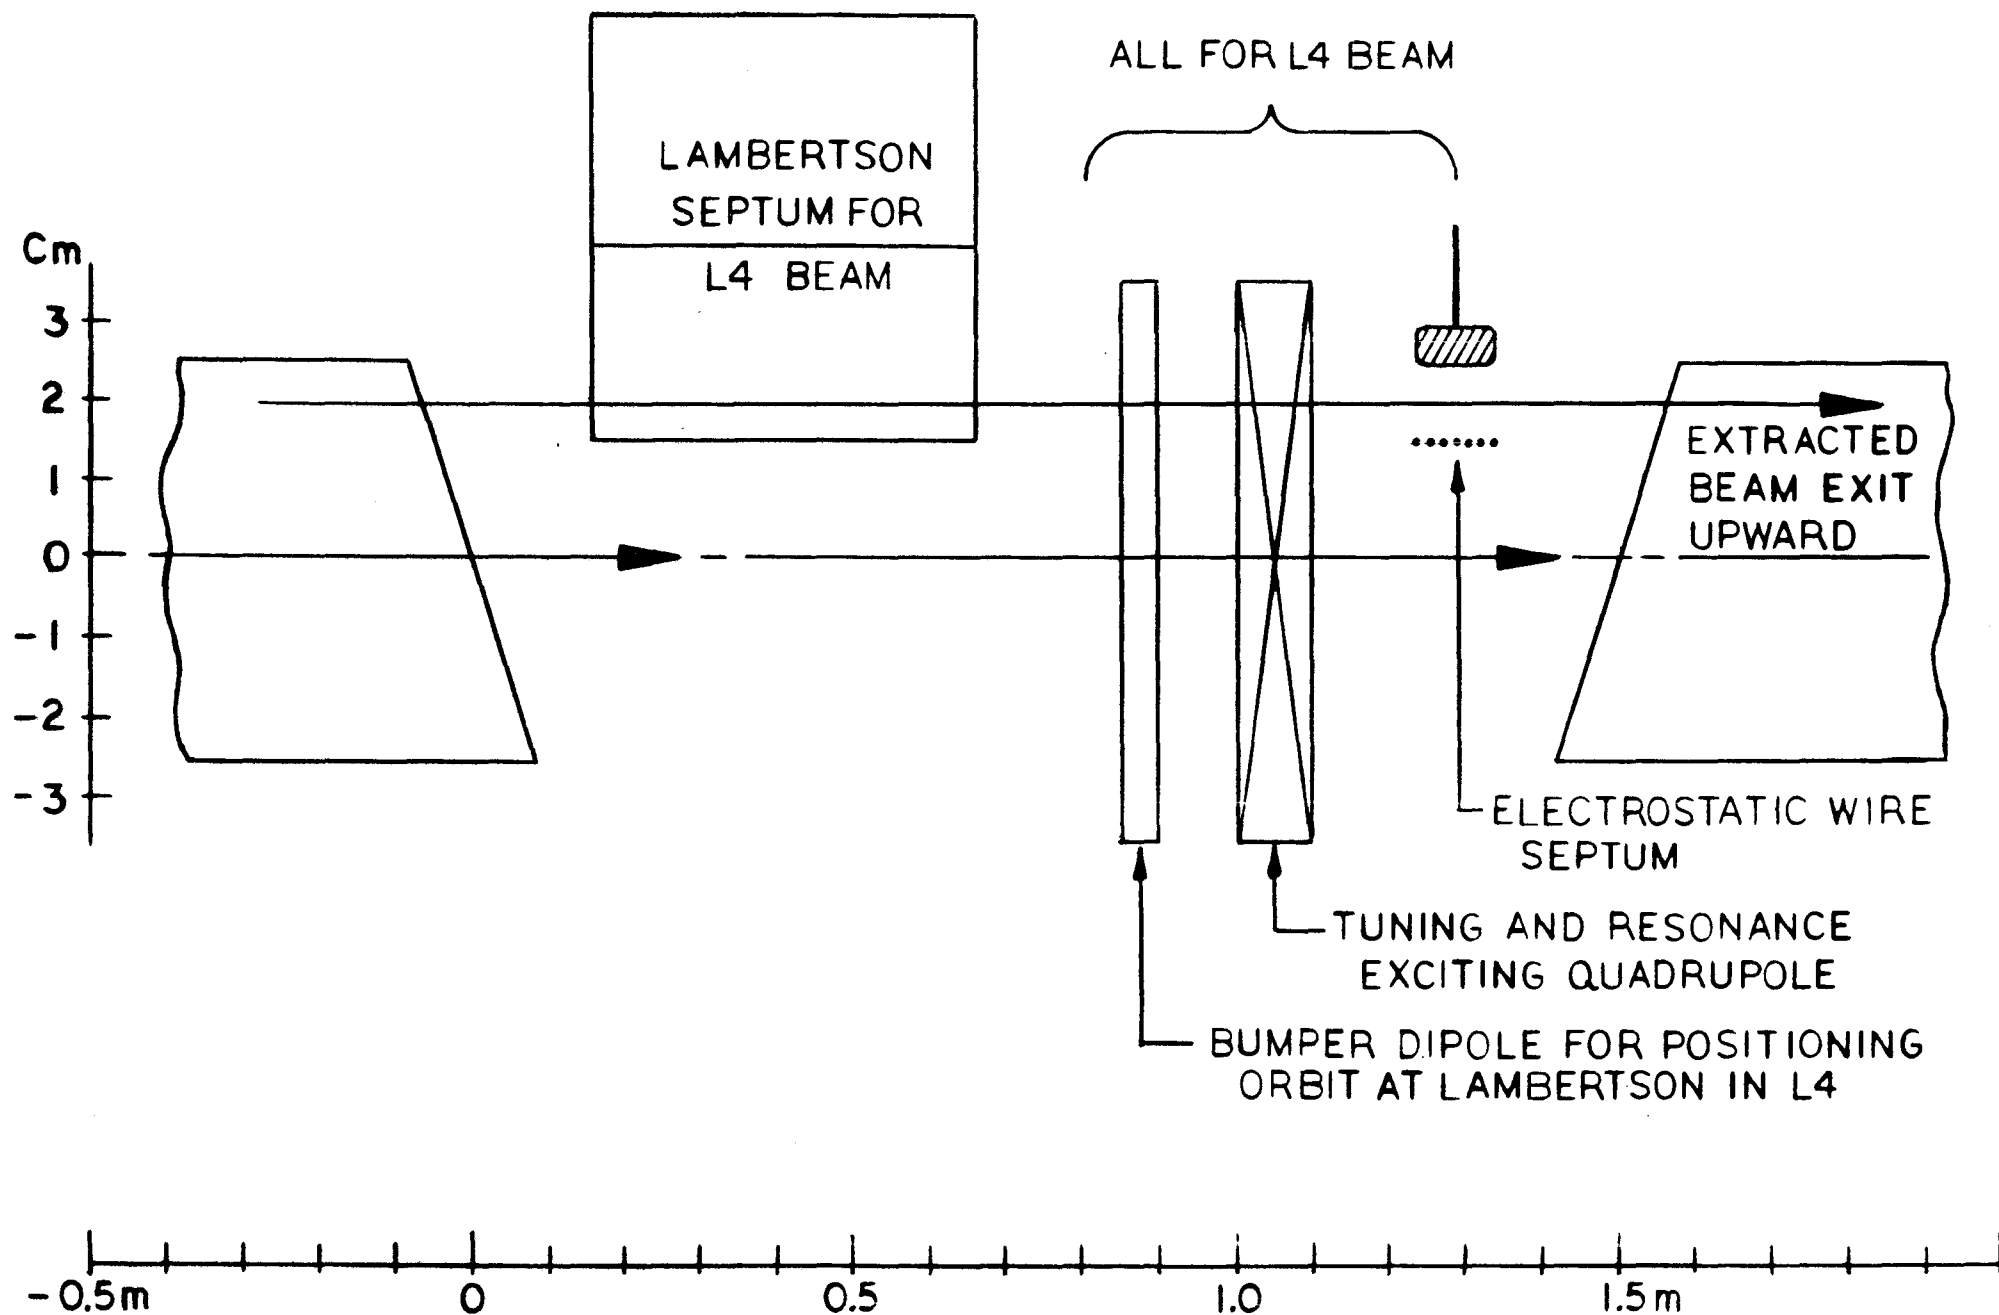 ALL FOR L4 BEAM
LAMBERTSON
SEPTUM FOR
L4 BEAM
Cm
3
2
1
0
-1
-2
-3
EXTRACTED
BEAM EXIT
UPWARD
ELECTROSTATIC WIRE
SEPTUM
TUNING AND RESONANCE
EXCITING QUADRUPOLE
BUMPER DIPOLE FOR POSITIONING
ORBIT AT LAMBERTSON IN L4
-0.5m 0 0.5 1.0 1.5m